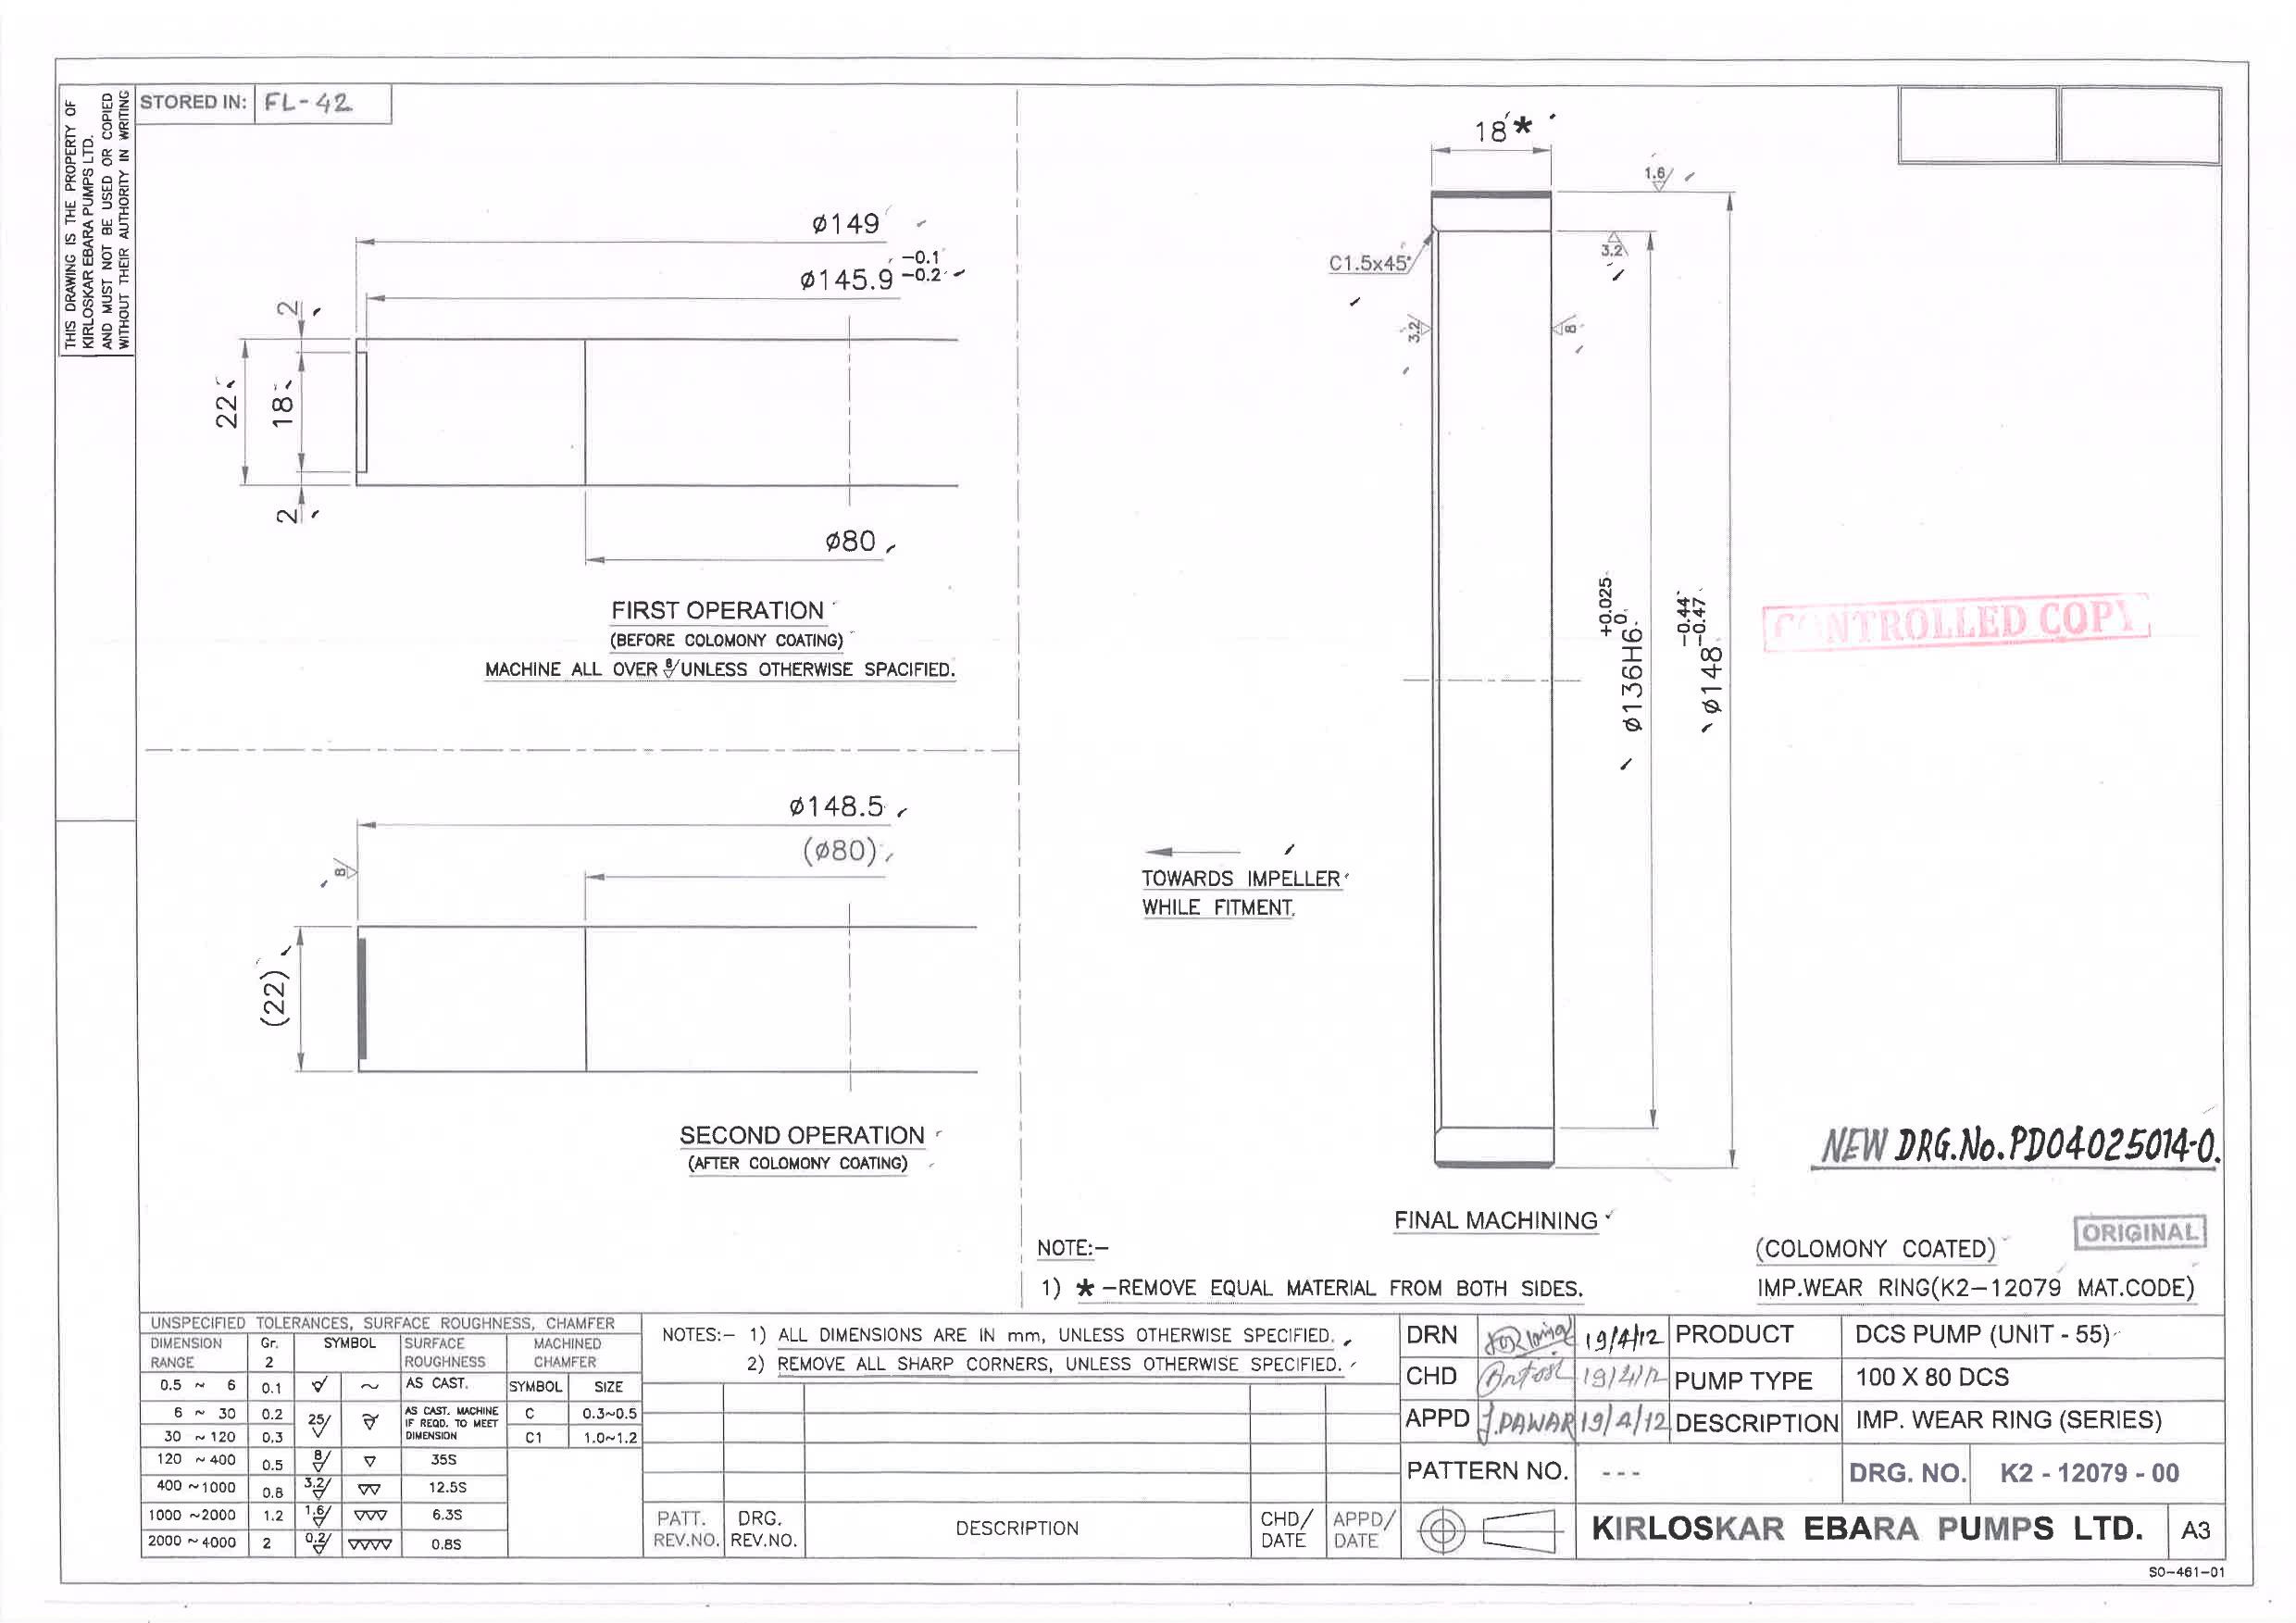 THIS DRAWING IS THE PROPERTY OF
KIRLOSKAR EBARA PUMPS LTD.
AND MUST NOT BE USED OR COPIED
WITHOUT THEIR AUTHORITY IN WRITING
STORED IN: FL-42
ø149
ø145.9 -0.1 -0.2
2
22
18
2
ø80
FIRST OPERATION
(BEFORE COLOMONY COATING)
MACHINE ALL OVER 8 UNLESS OTHERWISE SPACIFIED.
ø148.5
(ø80)
8
(22)
SECOND OPERATION
(AFTER COLOMONY COATING)
18*
1.6
3.2
C1.5x45°
3.2
8
ø136H6 +0.025 0
ø148 -0.44 -0.47
CONTROLLED COPY
TOWARDS IMPELLER
WHILE FITMENT.
NEW DRG.No.PD04025014-0.
FINAL MACHINING
ORIGINAL
NOTE:-
(COLOMONY COATED)
1) * -REMOVE EQUAL MATERIAL FROM BOTH SIDES.
IMP.WEAR RING(K2-12079 MAT.CODE)
UNSPECIFIED TOLERANCES, SURFACE ROUGHNESS, CHAMFER
DIMENSION RANGE Gr. 2 SYMBOL SURFACE ROUGHNESS MACHINED CHAMFER
0.5 ~ 6 0.1 ~ AS CAST. SYMBOL SIZE
6 ~ 30 0.2 25 AS CAST. MACHINE IF REQD. TO MEET DIMENSION C 0.3~0.5
30 ~ 120 0.3 C1 1.0~1.2
120 ~ 400 0.5 8 35S
400 ~ 1000 0.8 3.2 12.5S
1000 ~ 2000 1.2 1.6 6.3S
2000 ~ 4000 2 0.2 0.8S
NOTES:- 1) ALL DIMENSIONS ARE IN mm, UNLESS OTHERWISE SPECIFIED.
2) REMOVE ALL SHARP CORNERS, UNLESS OTHERWISE SPECIFIED.
PATT. REV.NO. DRG. REV.NO. DESCRIPTION CHD/ DATE APPD/ DATE
DRN 19/4/12 PRODUCT DCS PUMP (UNIT - 55)
CHD 19/4/12 PUMP TYPE 100 X 80 DCS
APPD J.PAWAR 19/4/12 DESCRIPTION IMP. WEAR RING (SERIES)
PATTERN NO. --- DRG. NO. K2 - 12079 - 00
KIRLOSKAR EBARA PUMPS LTD. A3
SO-461-01